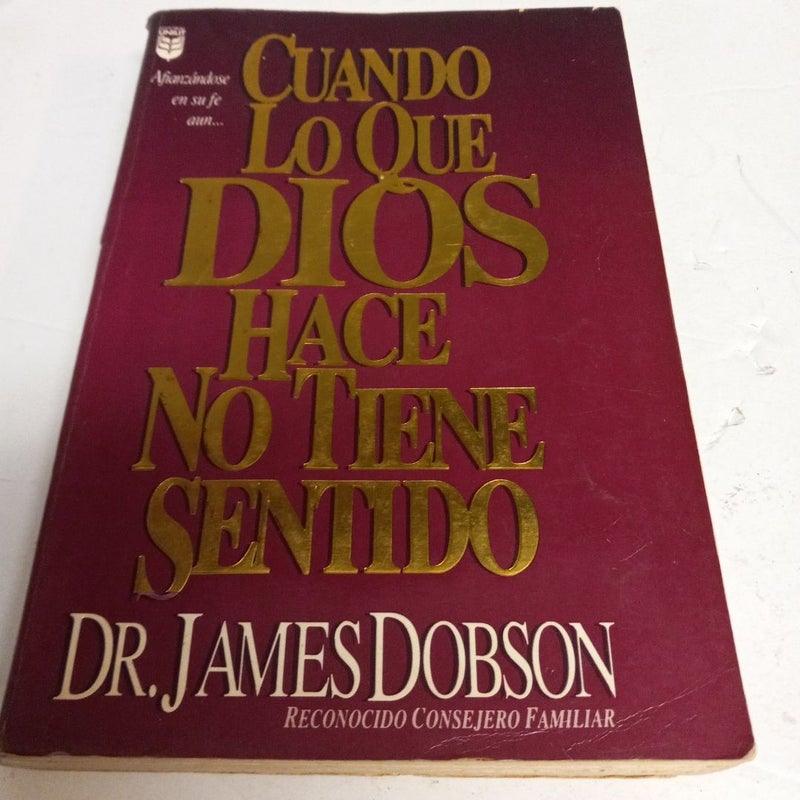 UNILIT
Afianzándose
en su fe
aun...
CUANDO
LO QUE
DIOS
HACE
NO TIENE
SENTIDO
DR. JAMES DOBSON
RECONOCIDO CONSEJERO FAMILIAR